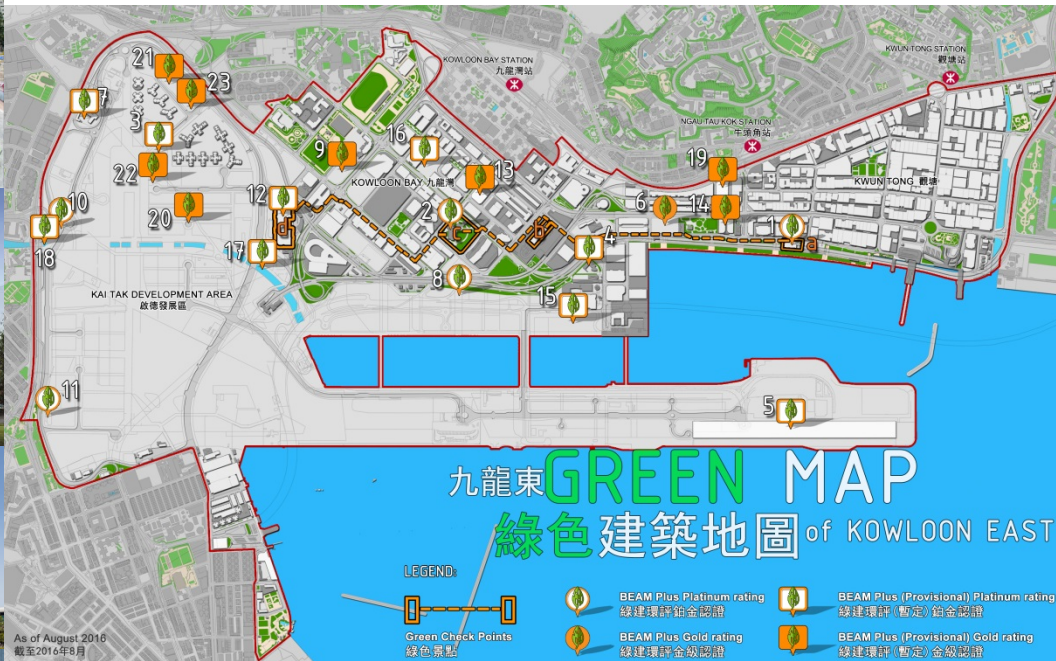 KOWLOON BAY STATION
九龍灣站
KWUN TONG STATION
觀塘站
NGAU TAU KOK STATION
牛頭角站
21
23
7
3
16
9
13
19
22
KOWLOON BAY 九龍灣
KWUN TONG 觀塘
12
20
2
6
14
1
10
d
c
b
a
18
17
4
8
KAI TAK DEVELOPMENT AREA
啟德發展區
15
11
5
九龍東GREEN MAP
綠色建築地圖 of KOWLOON EAST
LEGEND:
Green Check Points
綠色景點
BEAM Plus Platinum rating
綠建環評鉑金認證
BEAM Plus (Provisional) Platinum rating
綠建環評(暫定)鉑金認證
BEAM Plus Gold rating
綠建環評金級認證
BEAM Plus (Provisional) Gold rating
綠建環評(暫定)金級認證
As of August 2016
截至2016年8月